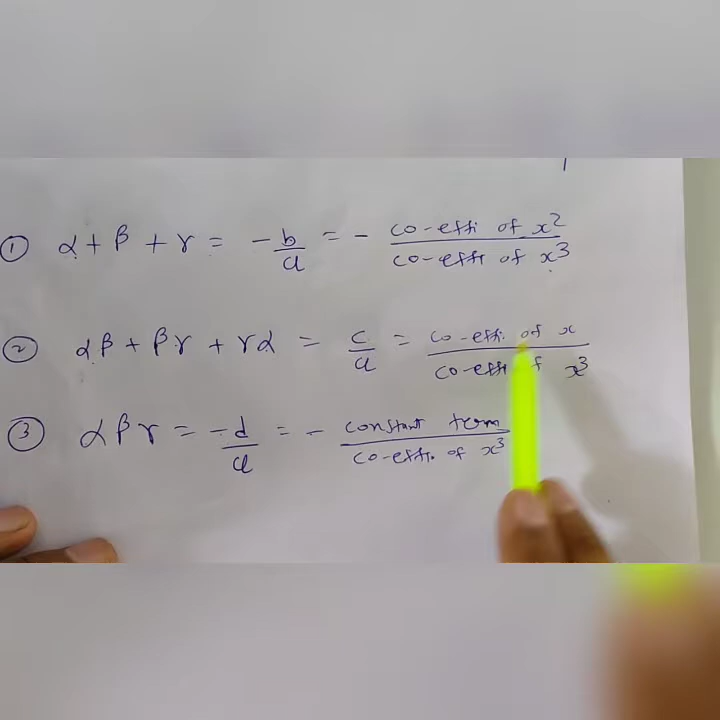 ① α + β + γ = - b/a = - co-effi of x² / co-effi of x³
② αβ + βγ + γα = c/a = co-effi. of x / co-effi of x³
③ αβγ = - d/a = - constant term / co-effi. of x³